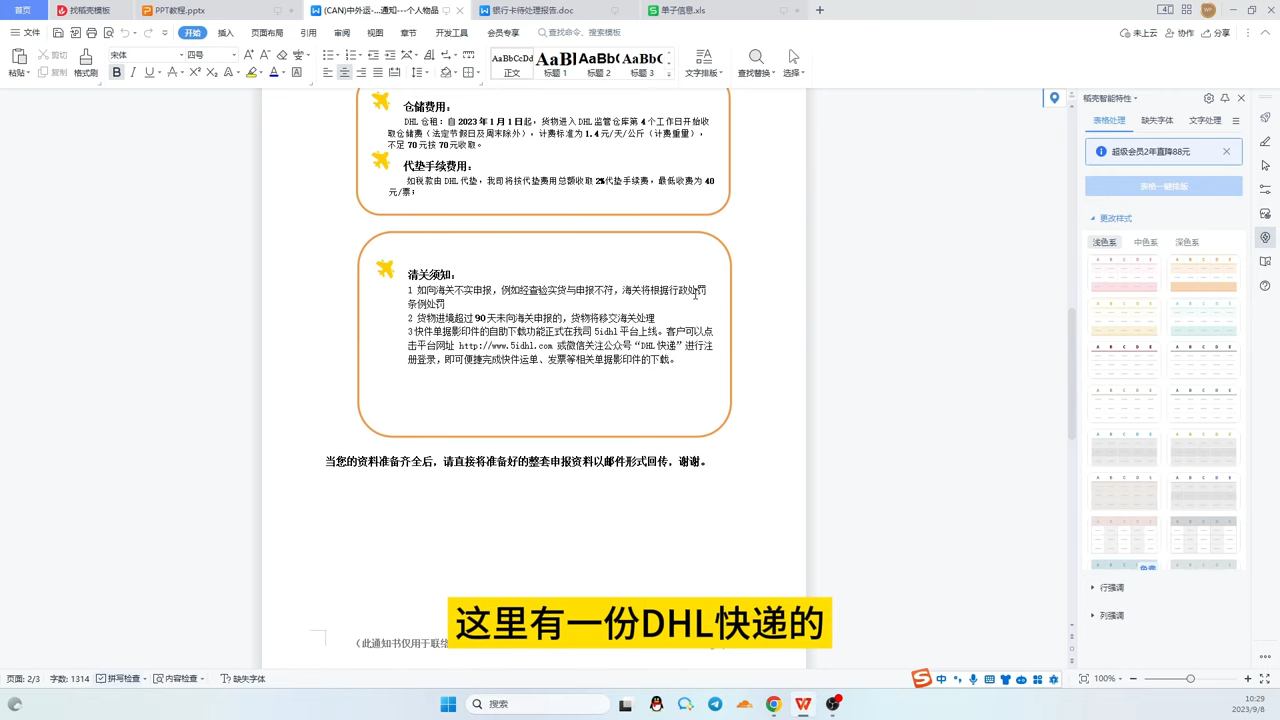 首页 找稻壳模板 PPT教程.pptx (CAN)中外运-...通知---个人物品 银行卡待处理报告.doc 单子信息.xls
文件 开始 插入 页面布局 引用 审阅 视图 章节 开发工具 会员专享 查找命令、搜索模板 未上云 协作 分享
粘贴 剪切 复制 格式刷 宋体 四号 AaBbCcDd 正文 标题 1 标题 2 标题 3 文字排版 查找替换 选择
仓储费用：
DHL仓租：自2023年1月1日起，货物进入DHL监管仓库第4个工作日开始收
取仓储费（法定节假日及周末除外），计费标准为1.4元/天/公斤（计费重量），
不足70元按70元收取。
代垫手续费用：
如税款由DHL代垫，我司将按代垫费用总额收取2%代垫手续费，最低收费为40
元/票；
清关须知：
1 如向海关不实申报，例如经查验实货与申报不符，海关将根据行政处罚
条例处罚
2 货物进境超过90天未向海关申报的，货物将移交海关处理
3 快件单据影印件的自助下载功能正式在我司5idhl平台上线。客户可以点
击平台网址 http://www.5idhl.com 或微信关注公众号“DHL快递”进行注
册登录，即可便捷完成快件运单、发票等相关单据影印件的下载。
当您的资料准备齐全后，请直接将准备好的整套申报资料以邮件形式回传，谢谢。
（此通知书仅用于联络
这里有一份DHL快递的
稻壳智能特性
表格处理 缺失字体 文字处理
超级会员2年直降88元
表格一键排版
更改样式
浅色系 中色系 深色系
免费
行强调
列强调
页面: 2/3 字数: 1314 拼写检查 内容检查 缺失字体 中 100%
搜索
10:29
2023/9/8